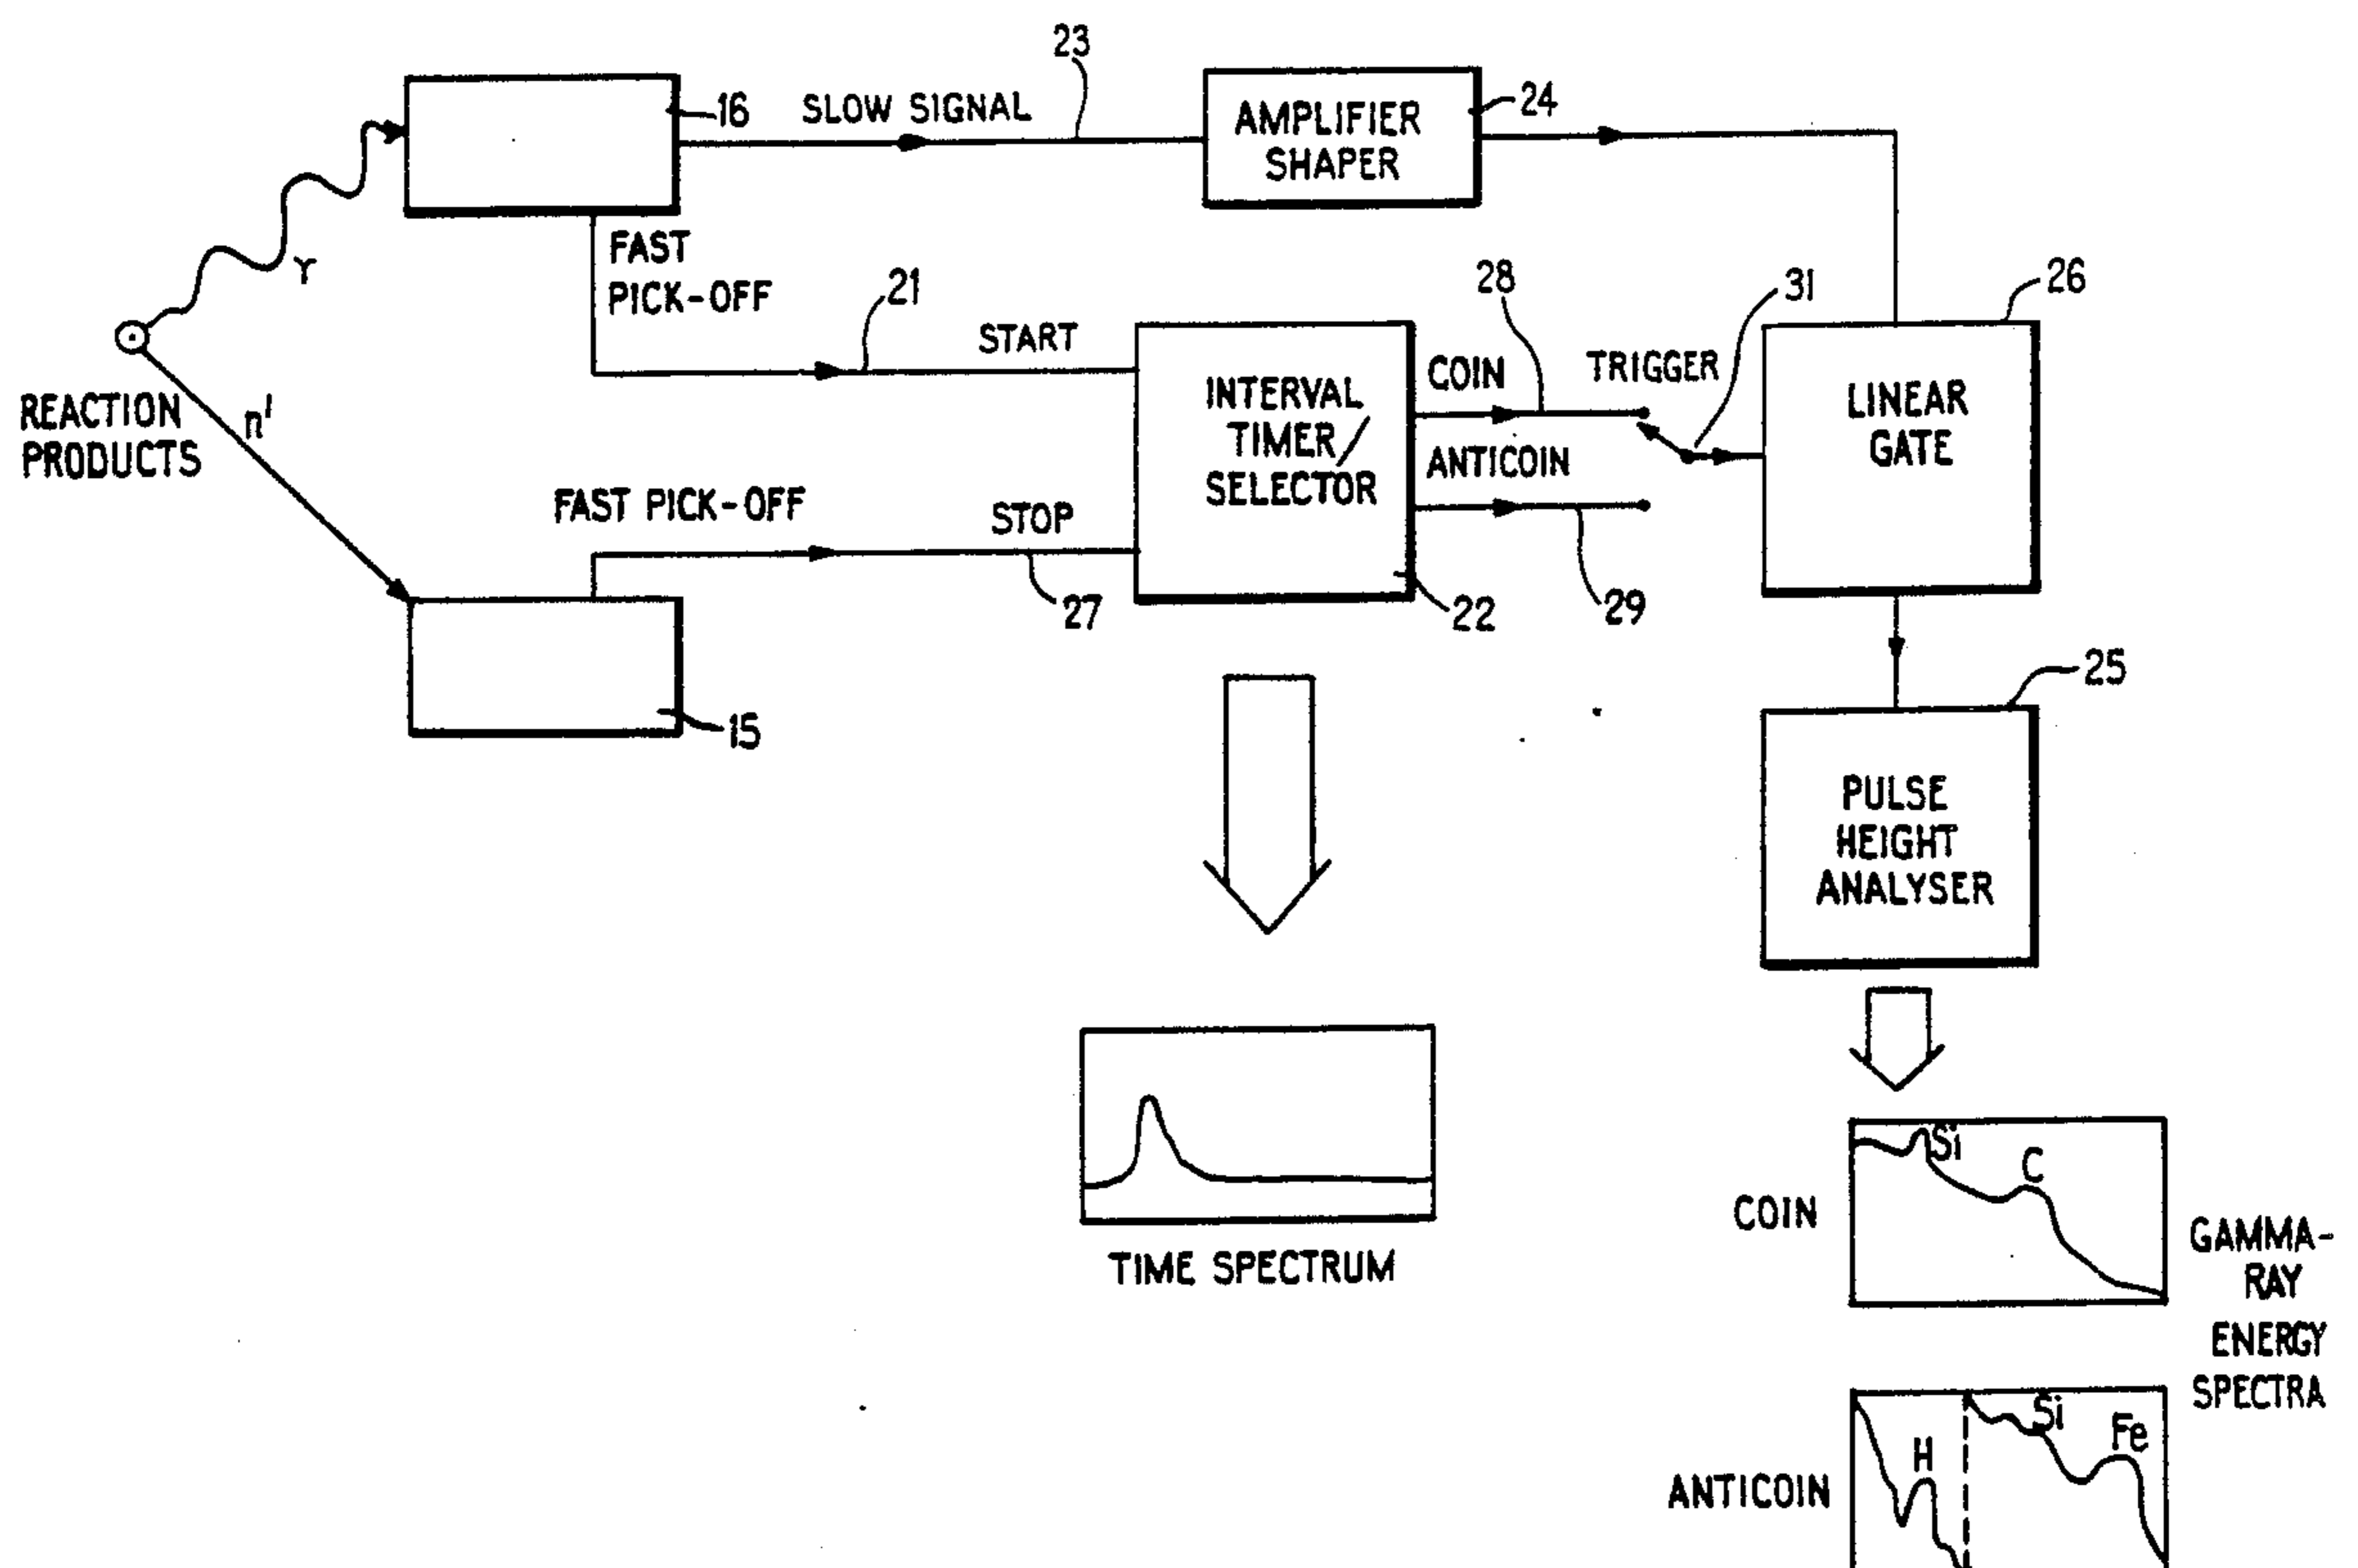 23
16
SLOW SIGNAL
AMPLIFIER
SHAPER
24
FAST
PICK-OFF
γ
21
START
28
31
26
COIN
TRIGGER
INTERVAL
TIMER/
SELECTOR
LINEAR
GATE
REACTION
PRODUCTS
n'
ANTICOIN
FAST PICK-OFF
STOP
27
22
29
15
25
PULSE
HEIGHT
ANALYSER
Si
C
COIN
GAMMA-
RAY
ENERGY
SPECTRA
TIME SPECTRUM
Si
Fe
H
ANTICOIN